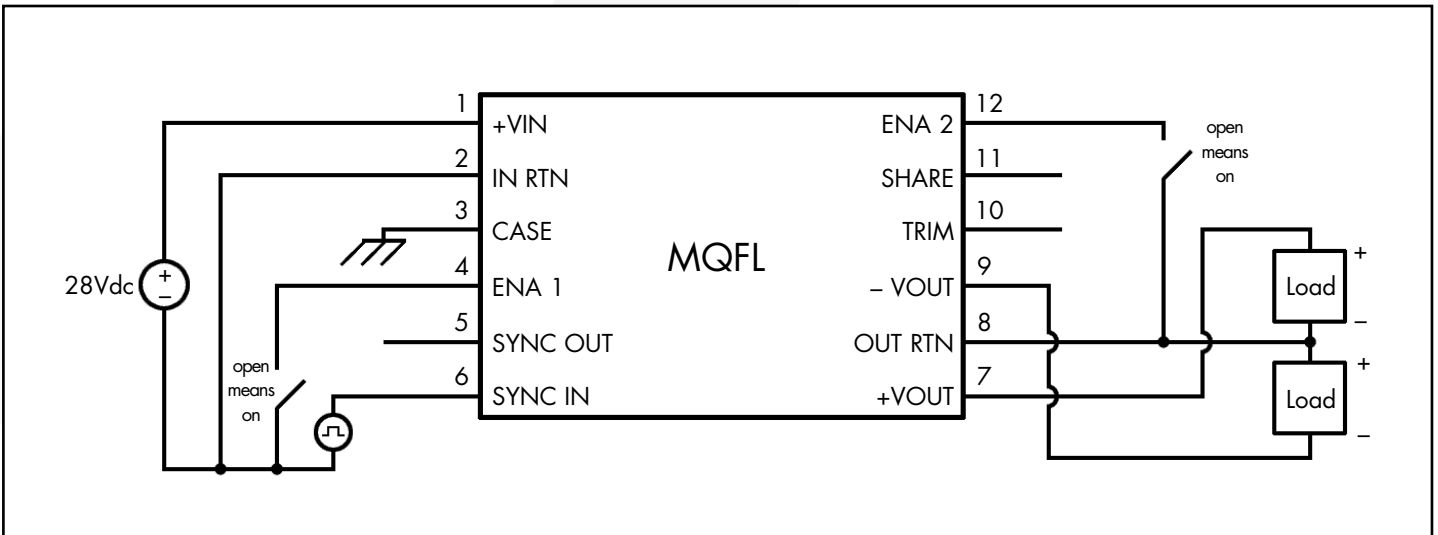 1
+VIN
2
IN RTN
3
CASE
4
ENA 1
5
SYNC OUT
6
SYNC IN
28Vdc
+
–
open
means
on
MQFL
12
ENA 2
11
SHARE
10
TRIM
9
– VOUT
8
OUT RTN
7
+VOUT
open
means
on
+
Load
–
+
Load
–